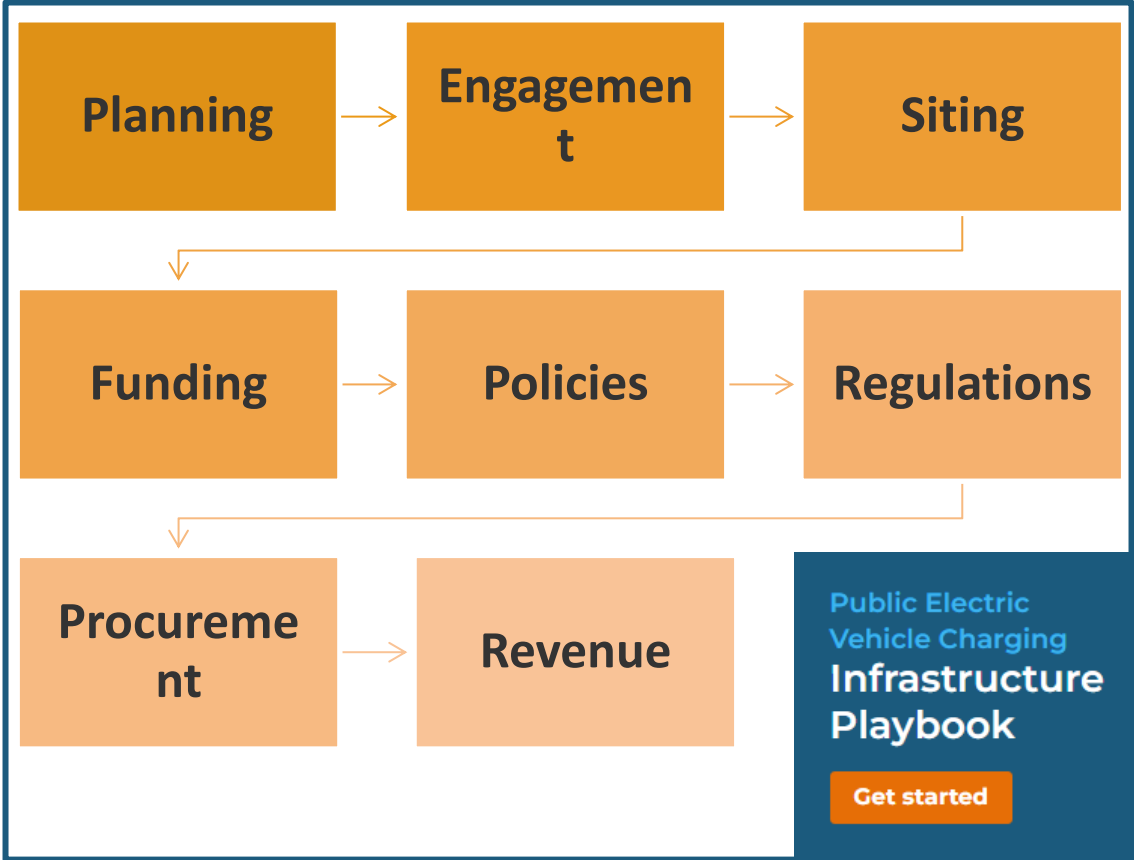 Planning
Engagemen
t
Siting
Funding
Policies
Regulations
Procureme
nt
Revenue
Public Electric
Vehicle Charging
Infrastructure
Playbook
Get started